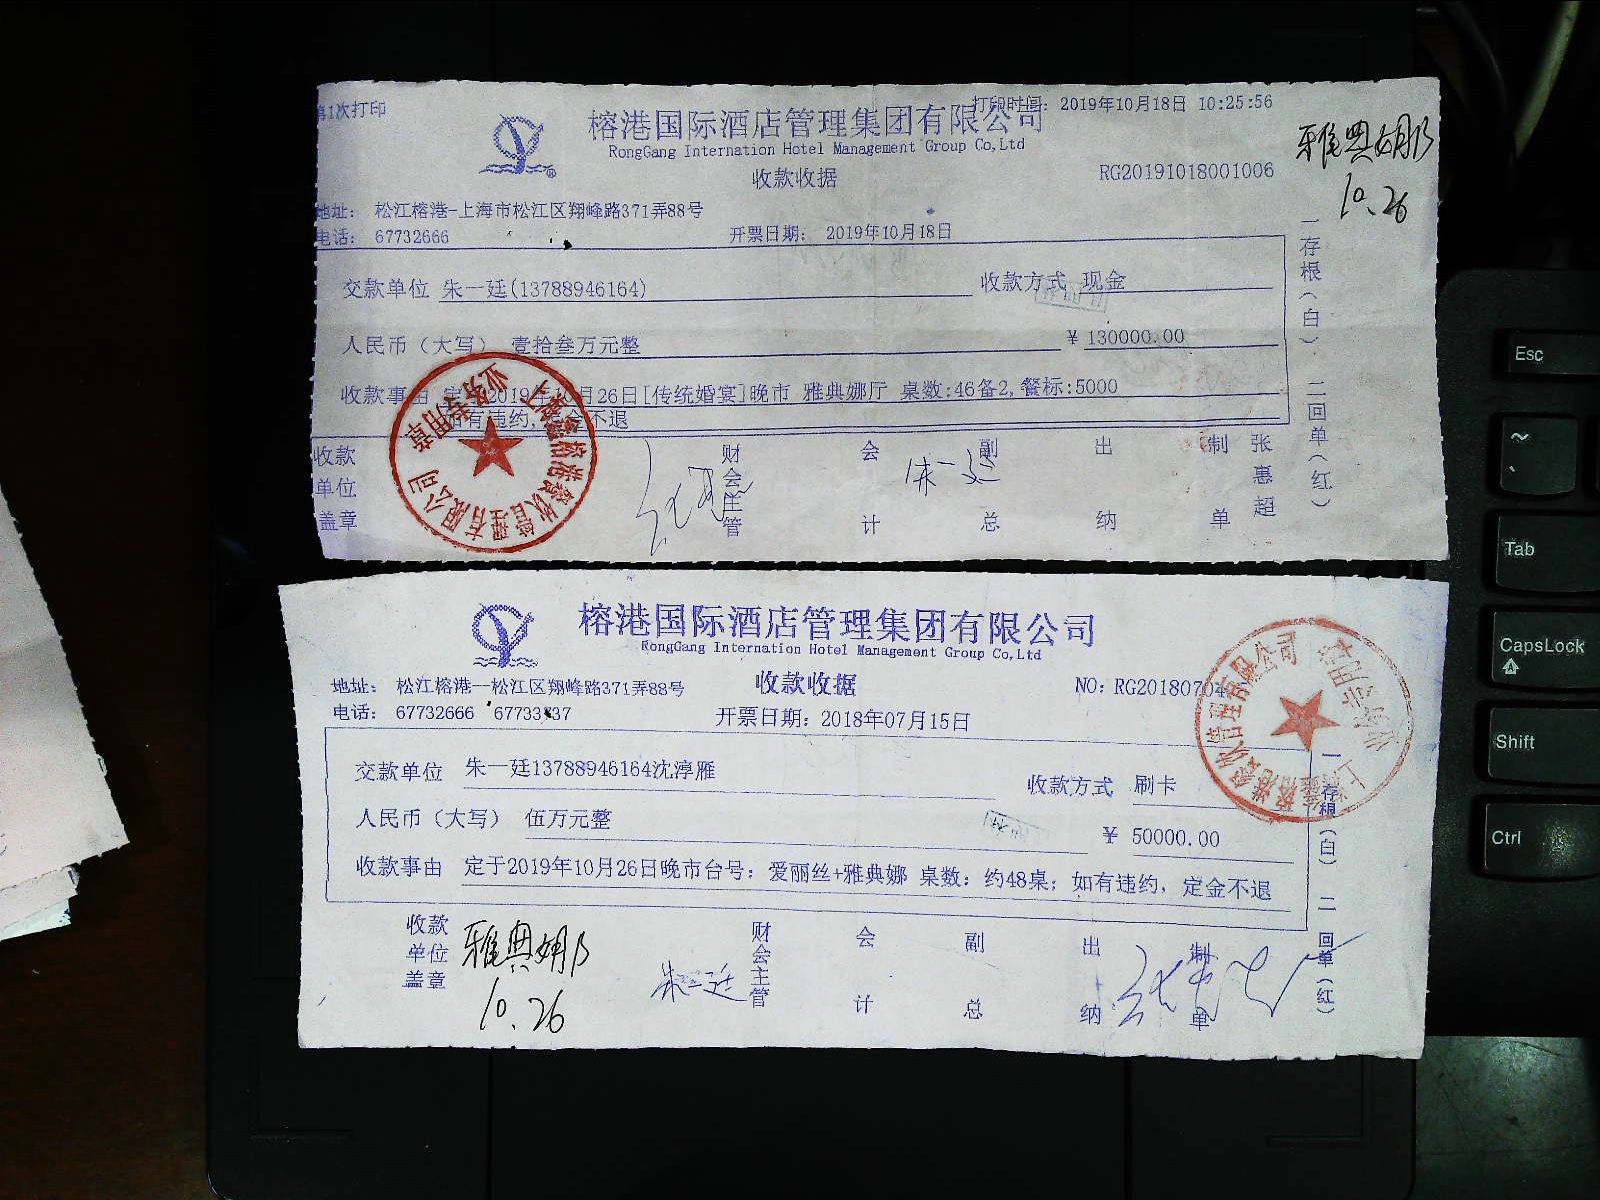 第1次打印
打印时间: 2019年10月18日 10:25:56
榕港国际酒店管理集团有限公司
RongGang Internation Hotel Management Group Co,Ltd
收款收据
RG20191018001006
雅典娜
10.26
地址: 松江榕港-上海市松江区翔峰路371弄88号
电话: 67732666
开票日期: 2019年10月18日
交款单位 朱一廷(13788946164)
收款方式 现金
人民币(大写) 壹拾叁万元整
¥ 130000.00
收款事由 定 2019年10月26日[传统婚宴]晚市 雅典娜厅 桌数:46备2,餐标:5000
如有违约,定金不退
收款单位盖章
财会主管
会计
副总
出纳
制单
张惠超
朱一廷
一存根(白) 二回单(红)
业务专用章
榕港国际酒店管理集团有限公司
RongGang Internation Hotel Management Group Co,Ltd
地址: 松江榕港--松江区翔峰路371弄88号
收款收据
NO: RG2018070
电话: 67732666 67733337
开票日期: 2018年07月15日
交款单位 朱一廷13788946164沈淳雁
收款方式 刷卡
人民币(大写) 伍万元整
¥ 50000.00
收款事由 定于2019年10月26日晚市台号: 爱丽丝+雅典娜 桌数: 约48桌; 如有违约, 定金不退
收款单位盖章
雅典娜
10.26
朱一廷
财会主管
会计
副总
出纳
制单
一存根(白) 二回单(红)
Esc
~
`
Tab
CapsLock
Shift
Ctrl